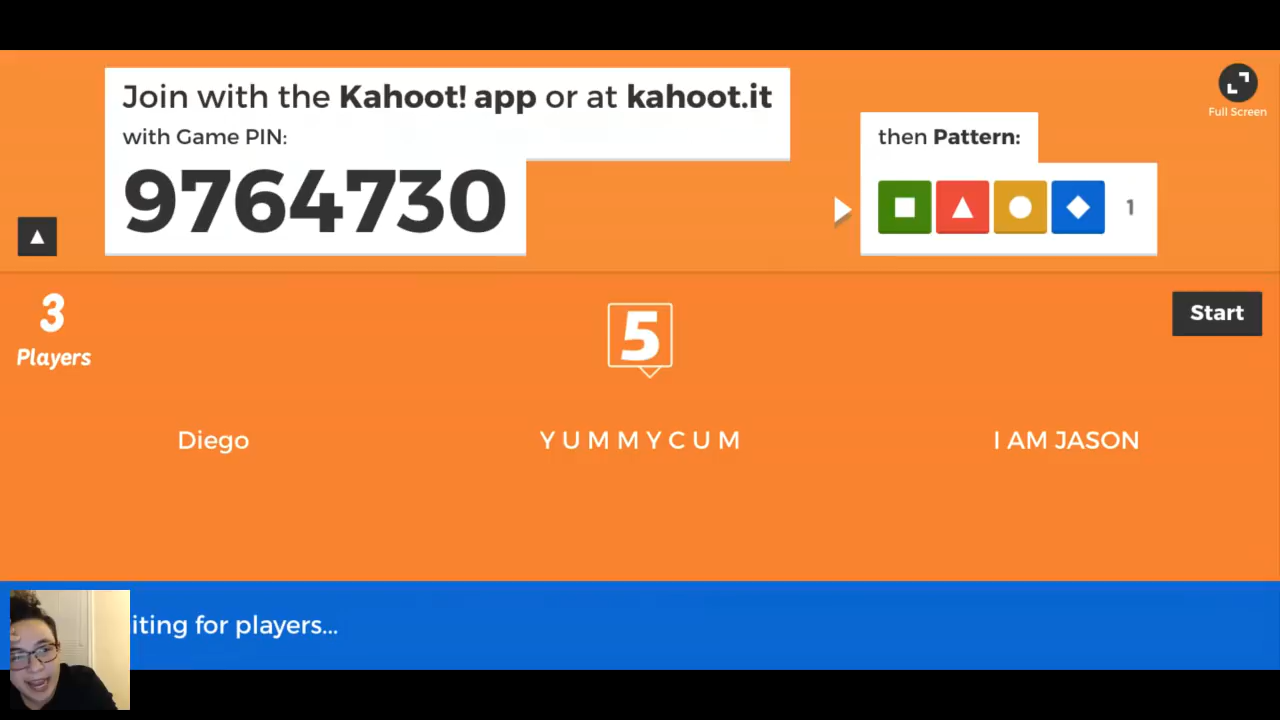 Join with the Kahoot! app or at kahoot.it
with Game PIN:
9764730
then Pattern:
1
Full Screen
3
Players
5
Start
Diego
Y U M M Y C U M
I AM JASON
iting for players...